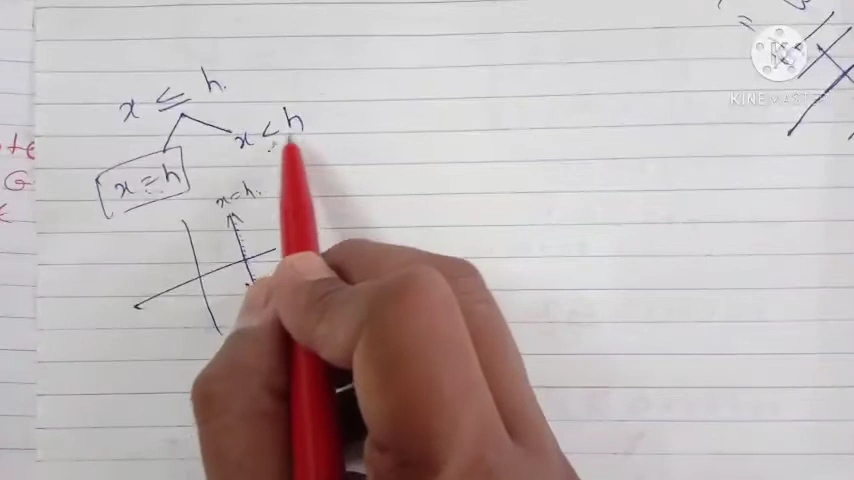 x ≤ h.
x < h
x = h
x = h.
G
KINEMASTER